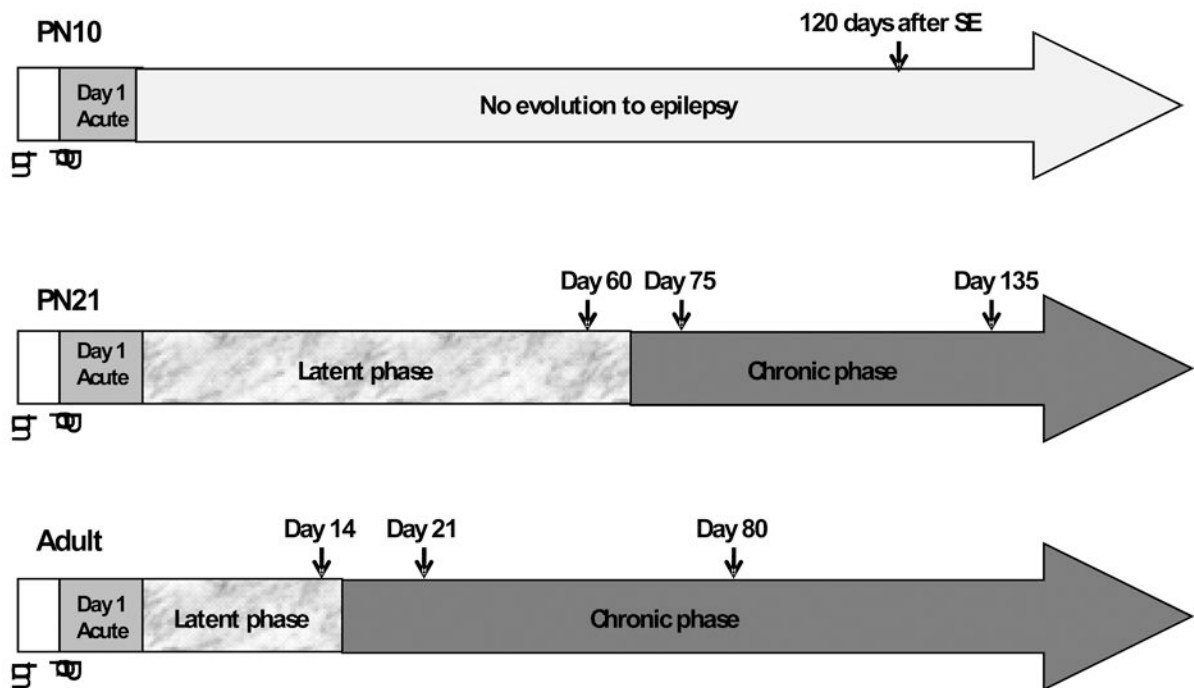 PN10
120 days after SE
Day 1
Acute
No evolution to epilepsy
PN21
Day 60
Day 75
Day 135
Day 1
Acute
Latent phase
Chronic phase
Adult
Day 14
Day 21
Day 80
Day 1
Acute
Latent phase
Chronic phase